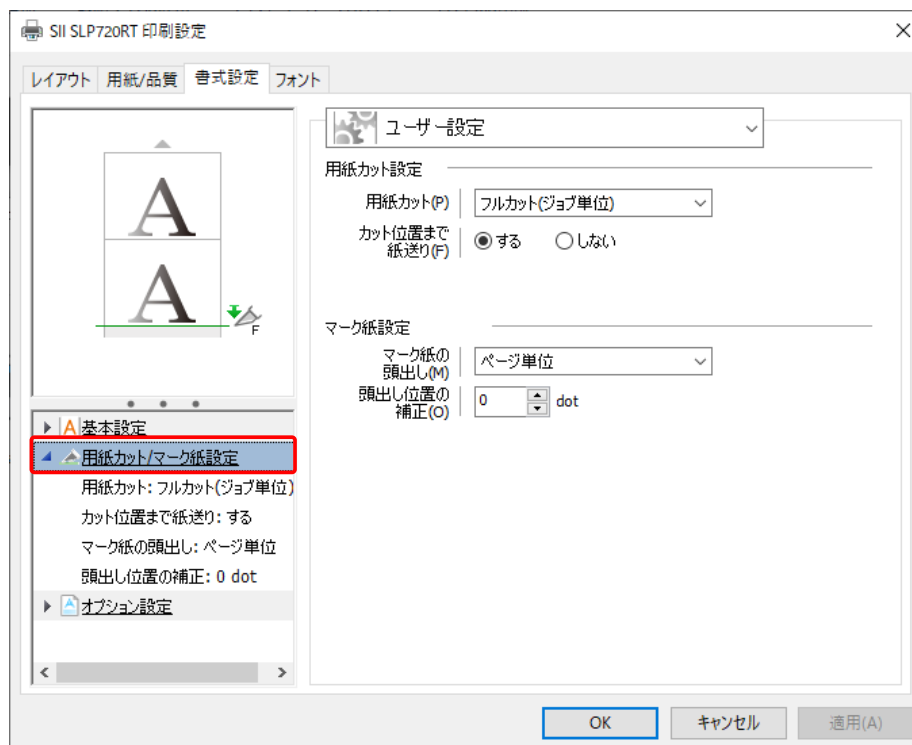 SII SLP720RT 印刷設定
レイアウト 用紙/品質 書式設定 フォント
A
A
F
ユーザー設定
用紙カット設定
用紙カット(P) フルカット(ジョブ単位)
カット位置まで
紙送り(F) する しない
マーク紙設定
マーク紙の
頭出し(M) ページ単位
頭出し位置の
補正(O) 0 dot
基本設定
用紙カット/マーク紙設定
用紙カット: フルカット(ジョブ単位)
カット位置まで紙送り: する
マーク紙の頭出し: ページ単位
頭出し位置の補正: 0 dot
オプション設定
OK キャンセル 適用(A)